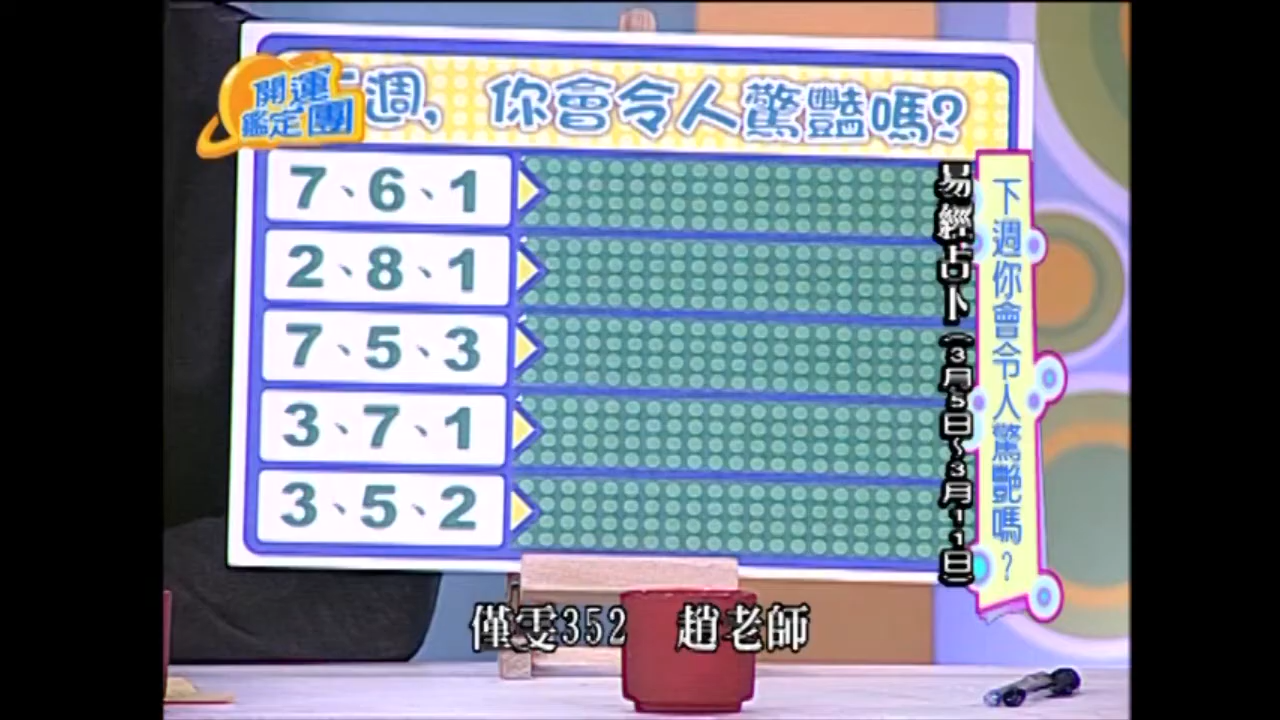 開運
鑑定團
週，你會令人驚豔嗎?
7、6、1
2、8、1
7、5、3
3、7、1
3、5、2
易經占卜(3月5日~3月11日)
下週你會令人驚艷嗎?
僅雯352 趙老師